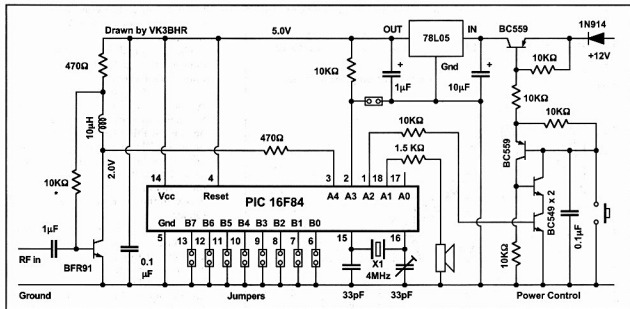 Drawn by VK3BHR
5.0V
OUT
78L05
IN
BC559
1N914
+12V
470Ω
10KΩ
+
1µF
Gnd
+
10µF
10KΩ
10KΩ
10KΩ
10µH
2.0V
470Ω
10KΩ
1.5 KΩ
BC559
10KΩ
*
14
4
3
2
1
18
17
Vcc
Reset
A4
A3
A2
A1
A0
PIC 16F84
Gnd
B7
B6
B5
B4
B3
B2
B1
B0
5
13
12
11
10
9
8
7
6
15
16
BC549 x 2
0.1µF
1µF
RF in
BFR91
0.1
µF
X1
4MHz
10KΩ
Ground
Jumpers
33pF
33pF
Power Control